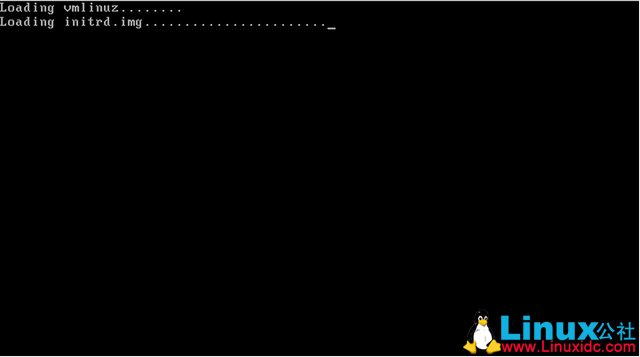 Loading vmlinuz........
Loading initrd.img......................._
Linux公社
www.Linuxidc.com